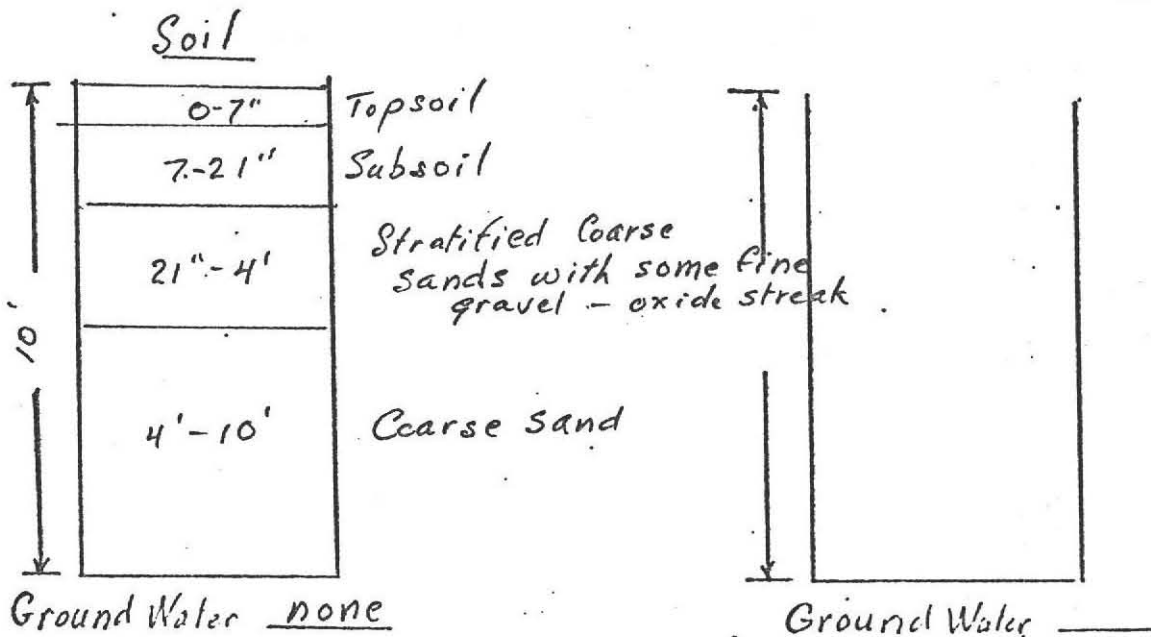 Soil
0-7" Topsoil
7-21" Subsoil
21"-4' Stratified Coarse
sands with some fine
gravel - oxide streak
10'
4'-10' Coarse sand
Ground Water none
Ground Water